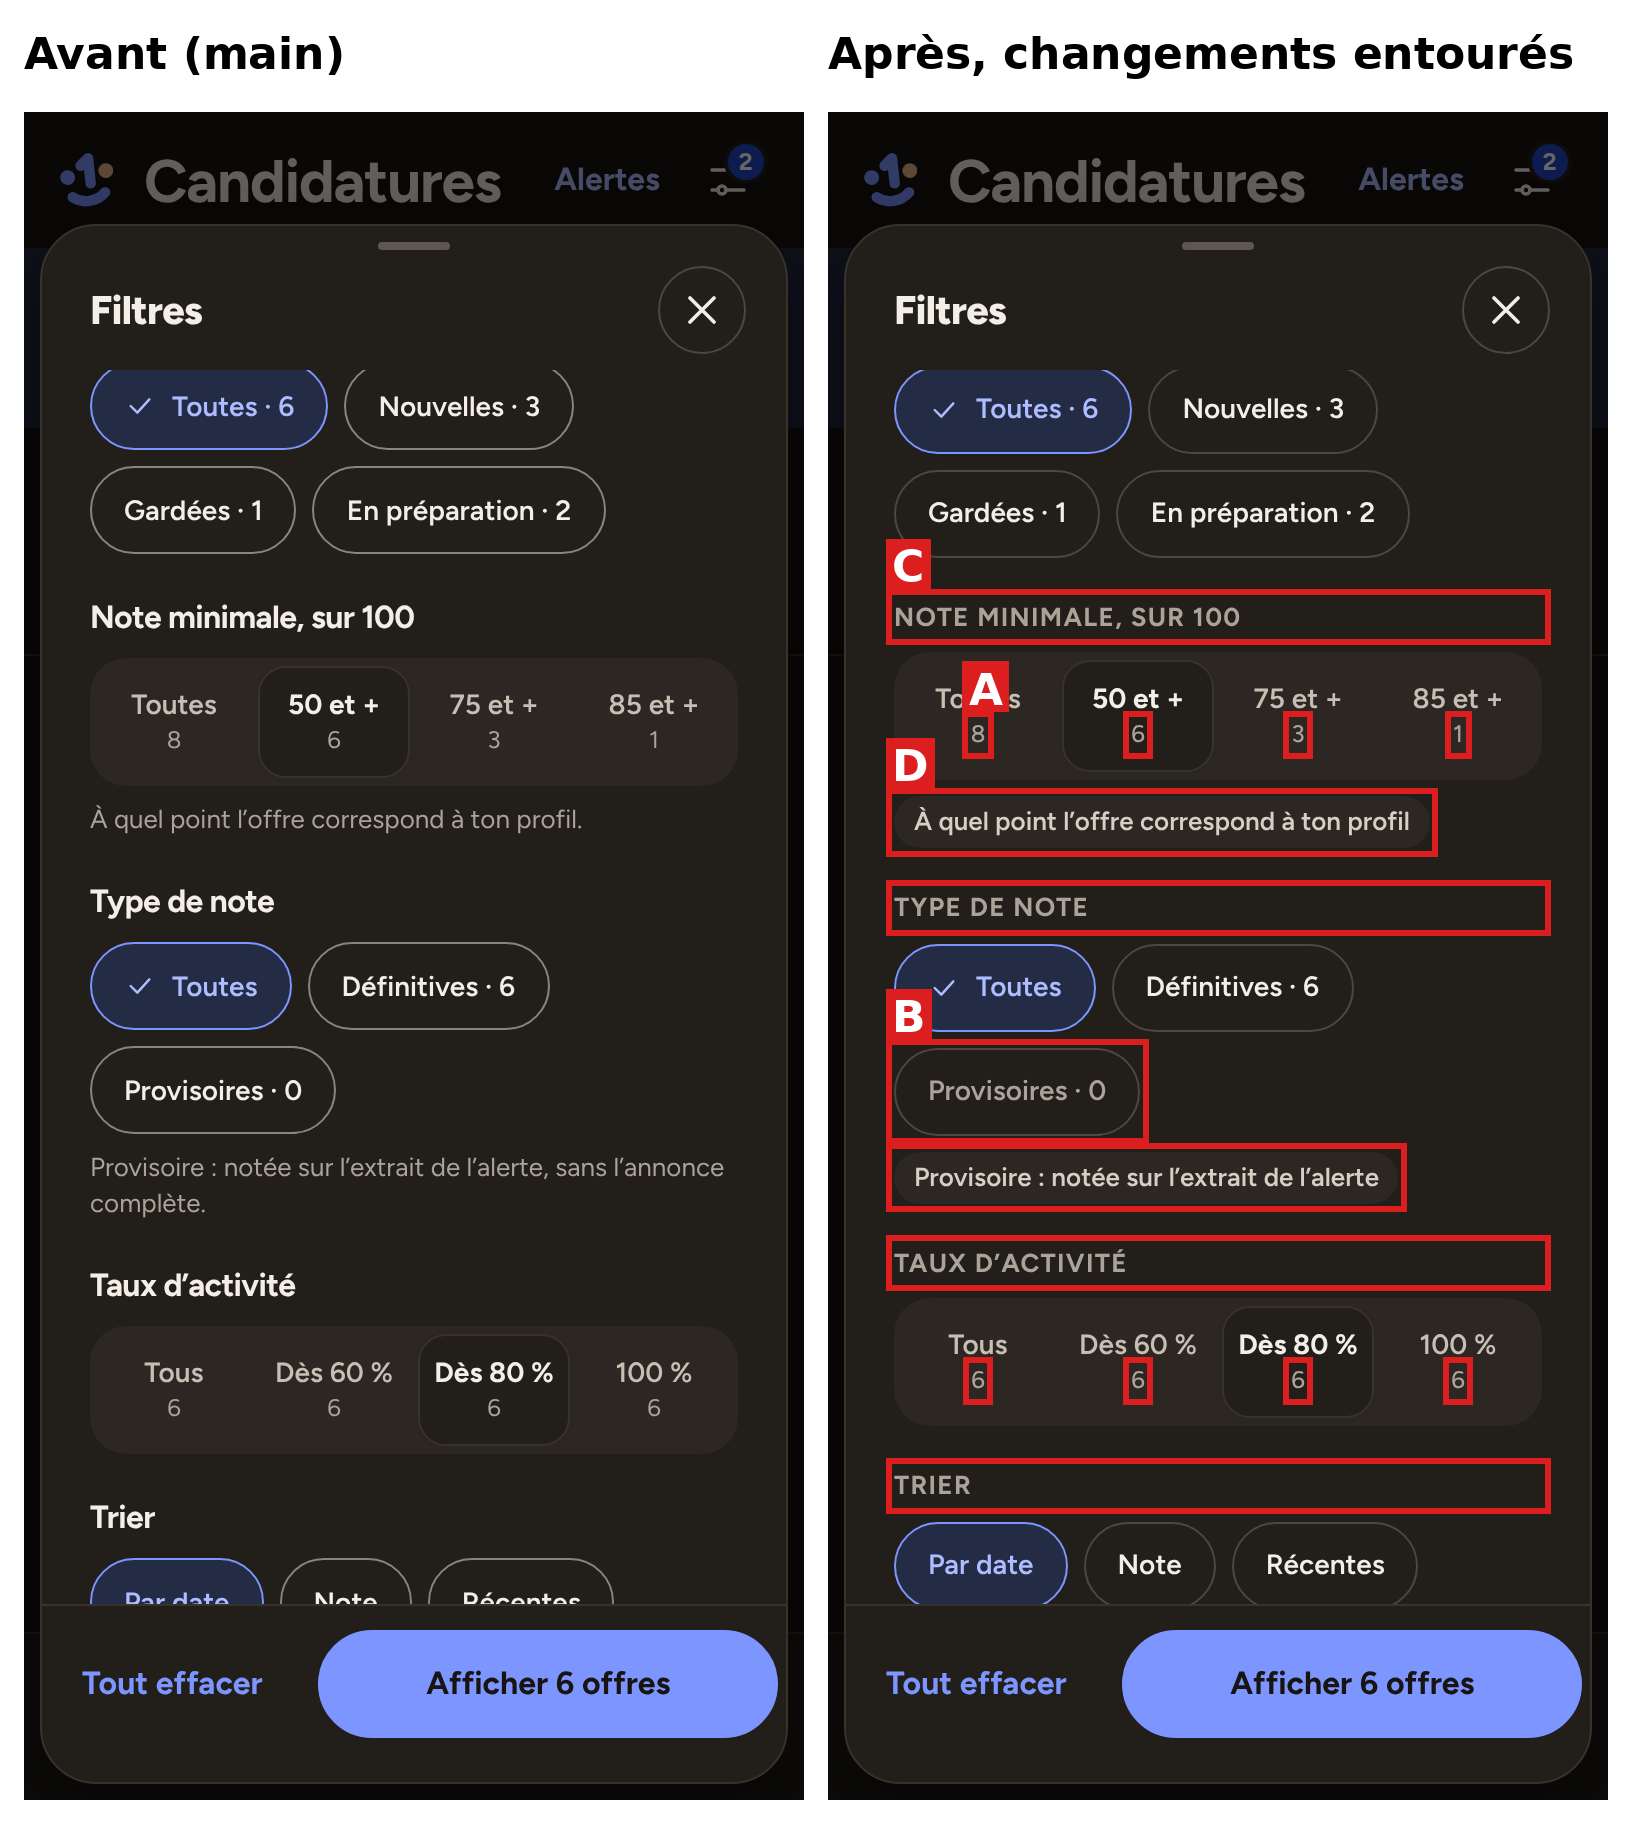 Avant (main)
Candidatures
Alertes
2
Filtres
Toutes · 6
Nouvelles · 3
Gardées · 1
En préparation · 2
Note minimale, sur 100
Toutes
50 et +
75 et +
85 et +
8
6
3
1
À quel point l’offre correspond à ton profil.
Type de note
Toutes
Définitives · 6
Provisoires · 0
Provisoire : notée sur l’extrait de l’alerte, sans l’annonce
complète.
Taux d’activité
Tous
Dès 60 %
Dès 80 %
100 %
6
6
6
6
Trier
Par date
Note
Récentes
Tout effacer
Afficher 6 offres
Après, changements entourés
Candidatures
Alertes
2
Filtres
Toutes · 6
Nouvelles · 3
Gardées · 1
En préparation · 2
C
NOTE MINIMALE, SUR 100
A
50 et +
75 et +
85 et +
8
6
3
1
D
À quel point l’offre correspond à ton profil
TYPE DE NOTE
Toutes
Définitives · 6
B
Provisoires · 0
Provisoire : notée sur l’extrait de l’alerte
TAUX D’ACTIVITÉ
Tous
Dès 60 %
Dès 80 %
100 %
6
6
6
6
TRIER
Par date
Note
Récentes
Tout effacer
Afficher 6 offres